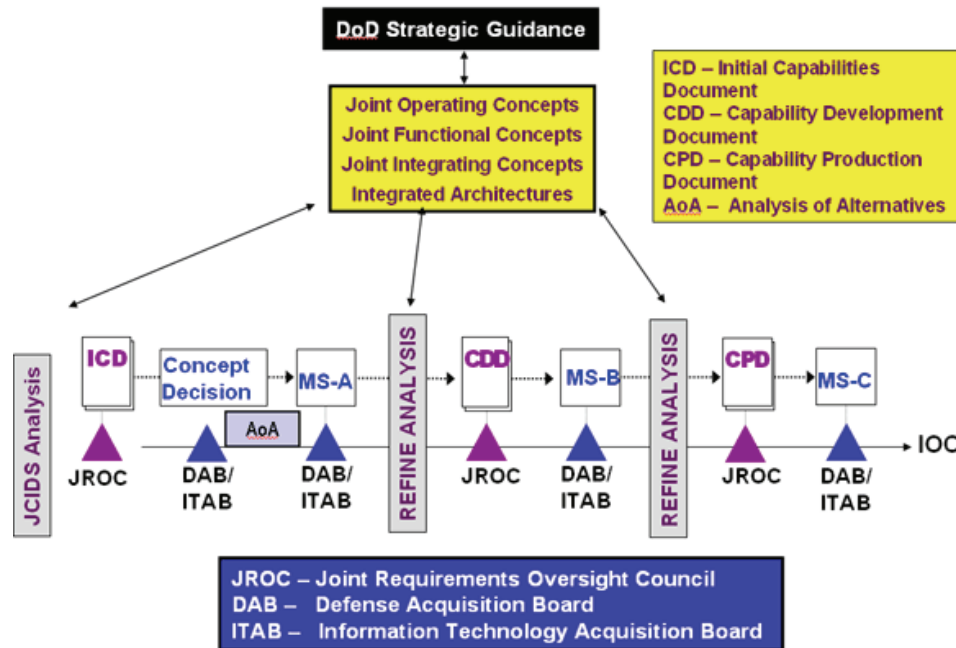 DoD Strategic Guidance
Joint Operating Concepts
Joint Functional Concepts
Joint Integrating Concepts
Integrated Architectures
ICD – Initial Capabilities
Document
CDD – Capability Development
Document
CPD – Capability Production
Document
AoA – Analysis of Alternatives
JCIDS Analysis
ICD
Concept
Decision
MS-A
REFINE ANALYSIS
CDD
MS-B
REFINE ANALYSIS
CPD
MS-C
AoA
IOC
JROC
DAB/
ITAB
DAB/
ITAB
JROC
DAB/
ITAB
JROC
DAB/
ITAB
JROC – Joint Requirements Oversight Council
DAB – Defense Acquisition Board
ITAB – Information Technology Acquisition Board